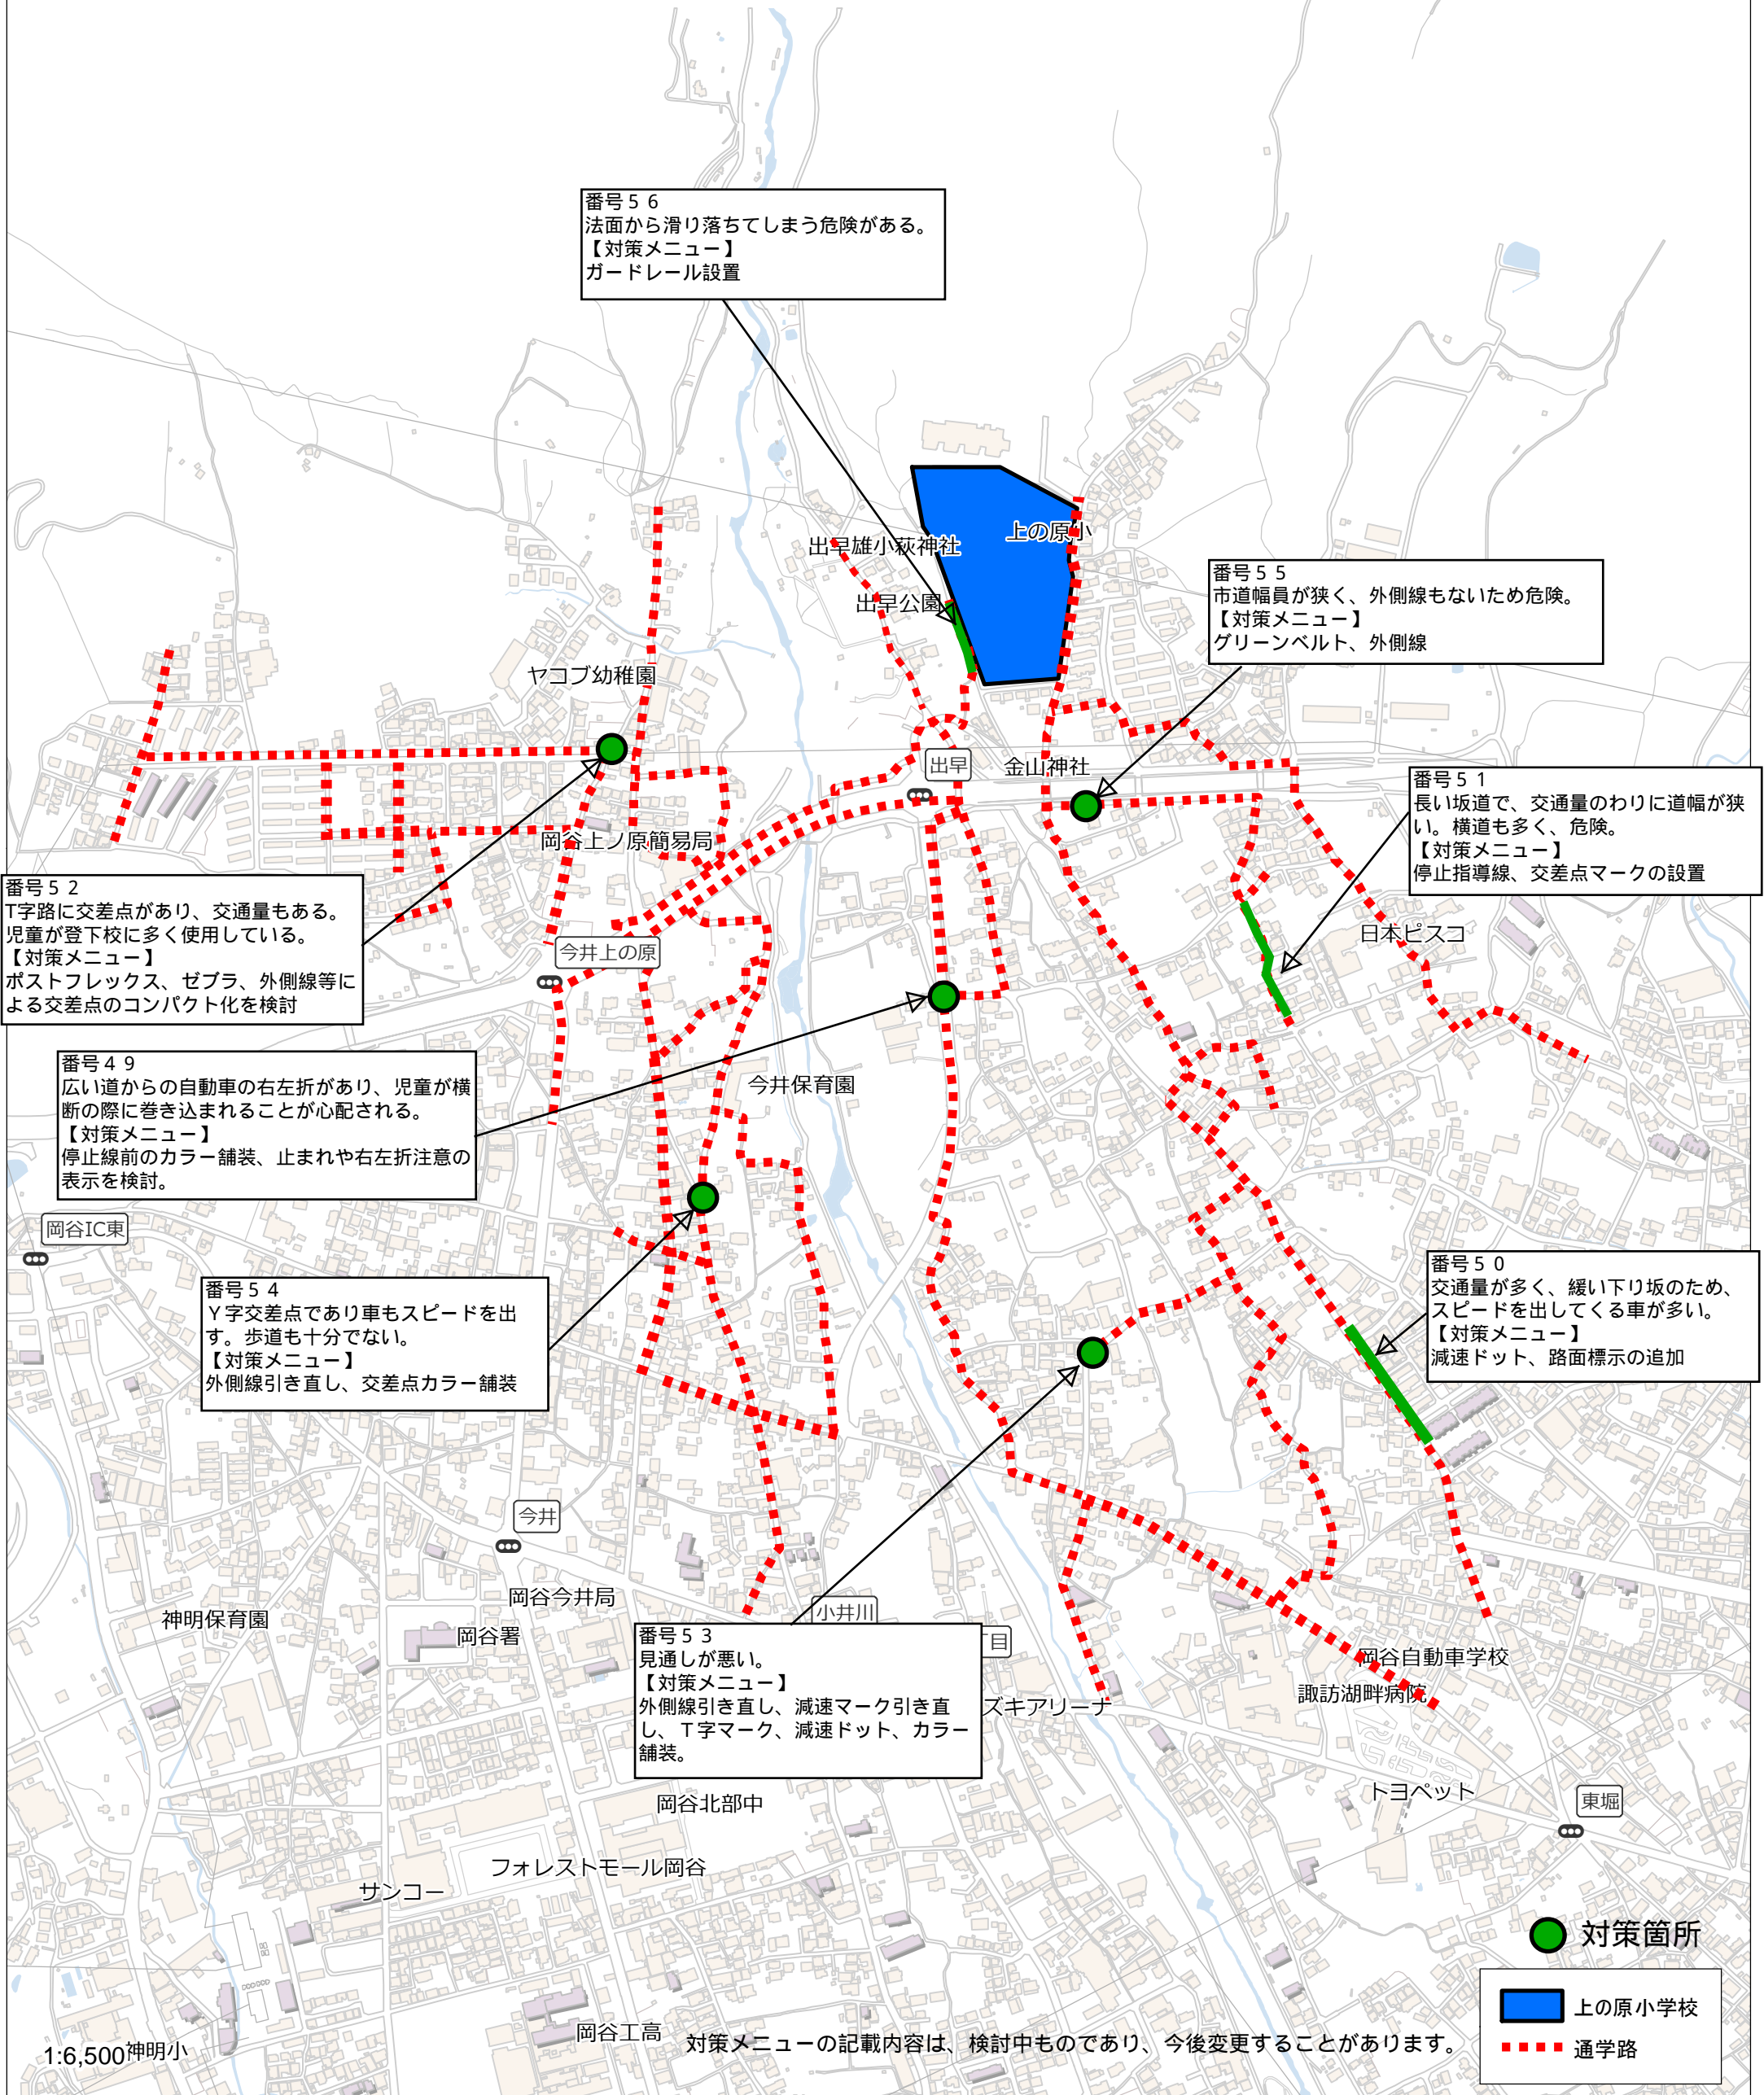 番号５６
法面から滑り落ちてしまう危険がある。
【対策メニュー】
ガードレール設置
上の原小
出早雄小萩神社
出早公園
番号５５
市道幅員が狭く、外側線もないため危険。
【対策メニュー】
グリーンベルト、外側線
ヤコブ幼稚園
出早
金山神社
番号５１
長い坂道で、交通量のわりに道幅が狭
い。横道も多く、危険。
【対策メニュー】
停止指導線、交差点マークの設置
岡谷上ノ原簡易局
番号５２
T字路に交差点があり、交通量もある。
児童が登下校に多く使用している。
【対策メニュー】
ポストフレックス、ゼブラ、外側線等に
よる交差点のコンパクト化を検討
今井上の原
日本ピスコ
番号４９
広い道からの自動車の右左折があり、児童が横
断の際に巻き込まれることが心配される。
【対策メニュー】
停止線前のカラー舗装、止まれや右左折注意の
表示を検討。
今井保育園
岡谷IC東
番号５４
Ｙ字交差点であり車もスピードを出
す。歩道も十分でない。
【対策メニュー】
外側線引き直し、交差点カラー舗装
番号５０
交通量が多く、緩い下り坂のため、
スピードを出してくる車が多い。
【対策メニュー】
減速ドット、路面標示の追加
今井
岡谷今井局
神明保育園
岡谷署
小井川
番号５３
見通しが悪い。
【対策メニュー】
外側線引き直し、減速マーク引き直
し、Ｔ字マーク、減速ドット、カラー
舗装。
目
ズキアリーナ
岡谷自動車学校
諏訪湖畔病院
トヨペット
東堀
岡谷北部中
フォレストモール岡谷
サンコー
対策箇所
上の原小学校
通学路
岡谷工高
対策メニューの記載内容は、検討中ものであり、今後変更することがあります。
1:6,500
神明小